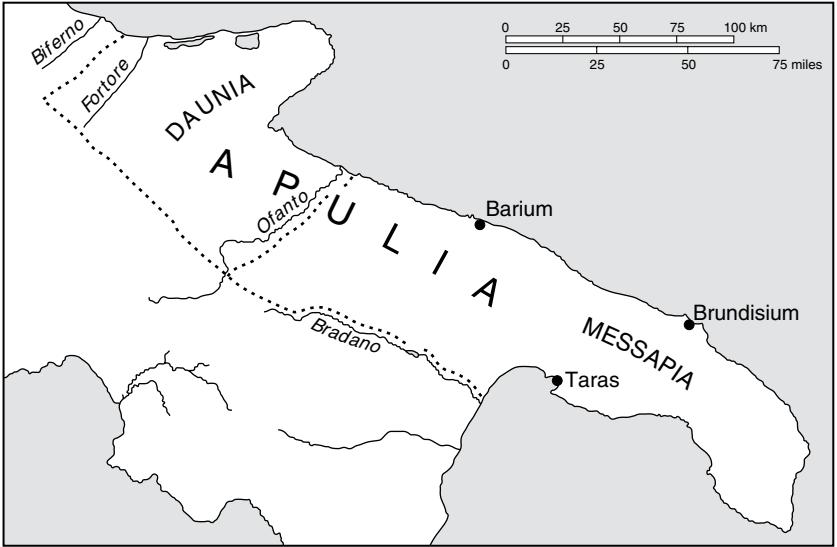 Biferno
Fortore
0 25 50 75 100 km
0 25 50 75 miles
DAUNIA
APULIA
Ofanto
Barium
Bradano
Brundisium
MESSAPIA
Taras